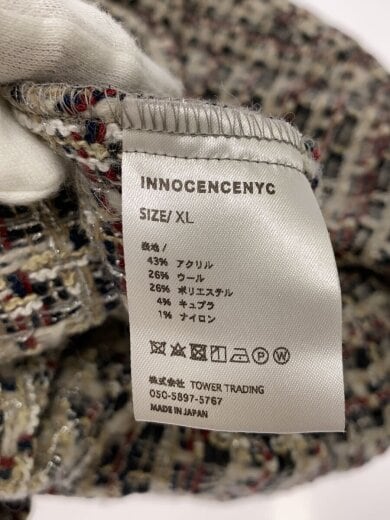 INNOCENCENYC
SIZE/ XL
表地 /
43% アクリル
26% ウール
26% ポリエステル
4% キュプラ
1% ナイロン
株式会社 TOWER TRADING
050-5897-5767
MADE IN JAPAN